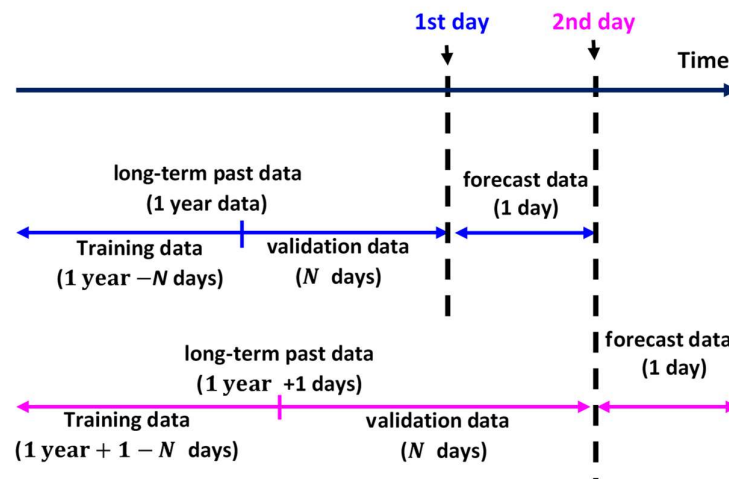 1st day
2nd day
Time
long-term past data
(1 year data)
forecast data
(1 day)
Training data
(1 year −N days)
validation data
(N days)
long-term past data
(1 year +1 days)
forecast data
(1 day)
Training data
(1 year + 1 − N days)
validation data
(N days)